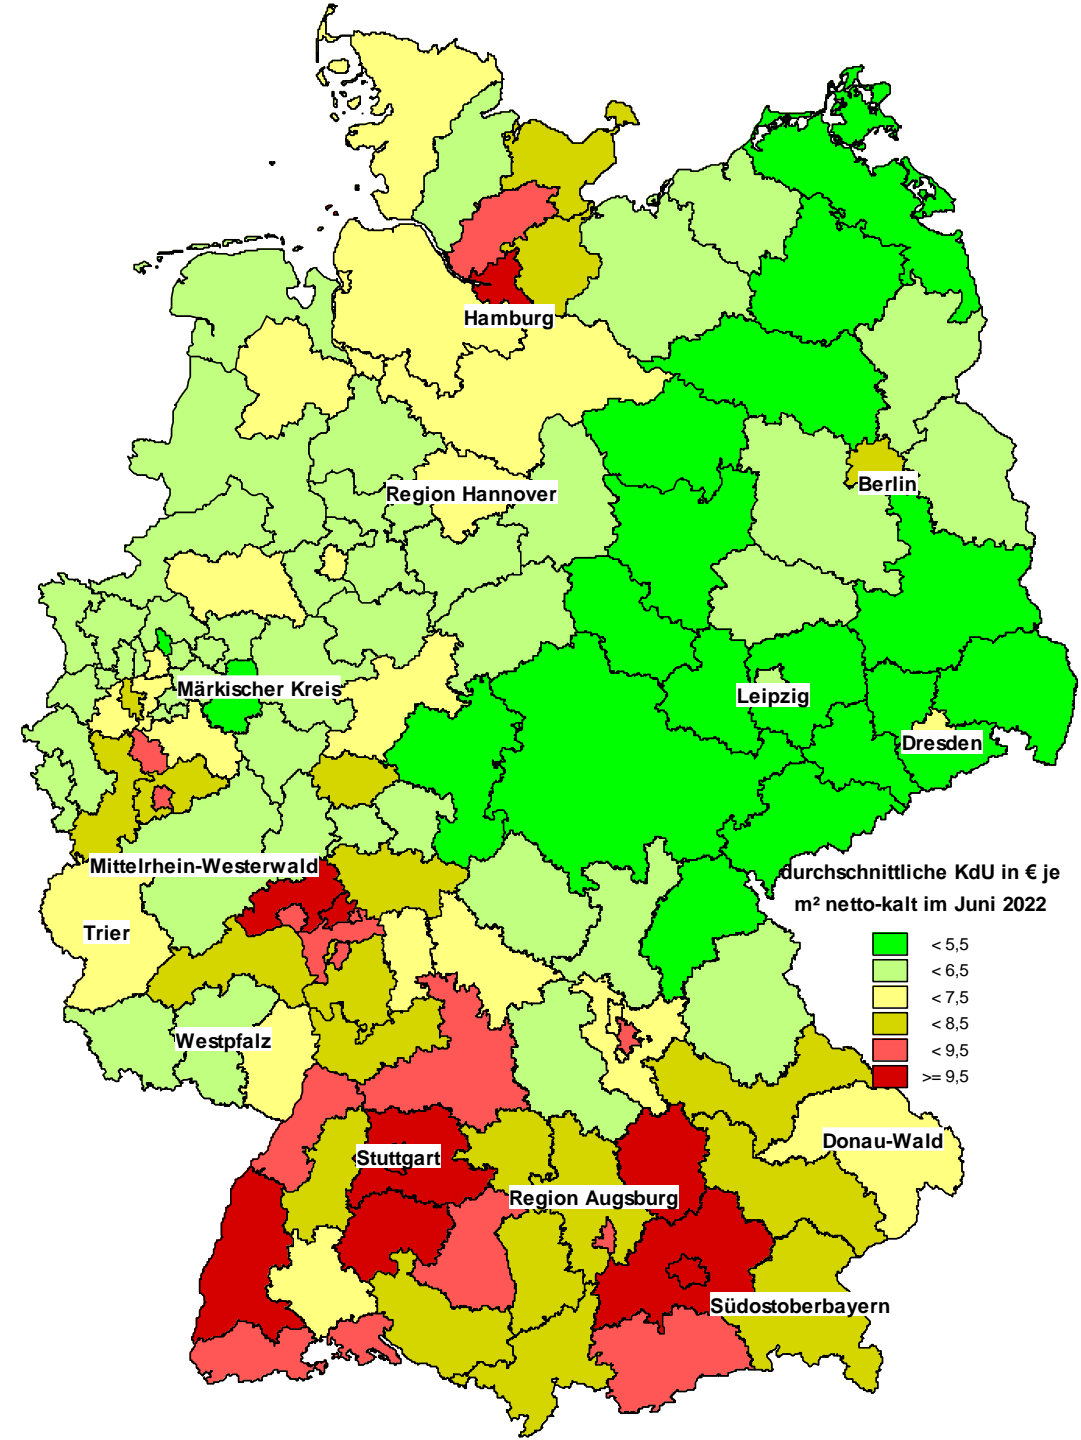 Hamburg
Region Hannover
Berlin
Märkischer Kreis
Leipzig
Dresden
Mittelrhein-Westerwald
durchschnittliche KdU in € je
m² netto-kalt im Juni 2022
Trier
< 5,5
< 6,5
< 7,5
< 8,5
< 9,5
>= 9,5
Westpfalz
Donau-Wald
Stuttgart
Region Augsburg
Südostoberbayern